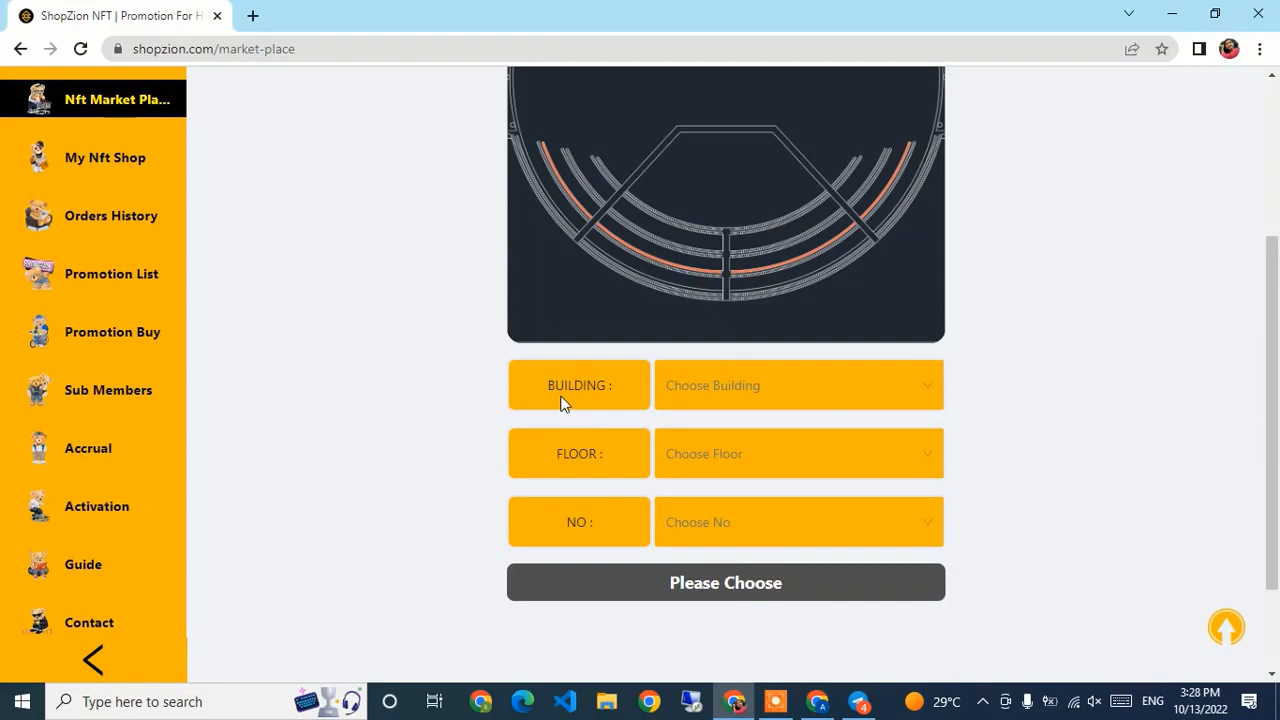 ShopZion NFT | Promotion For H
shopzion.com/market-place
Nft Market Pla...
My Nft Shop
Orders History
Promotion List
Promotion Buy
Sub Members
Accrual
Activation
Guide
Contact
BUILDING :
Choose Building
FLOOR :
Choose Floor
NO :
Choose No
Please Choose
Type here to search
4
29°C
ENG
3:28 PM
10/13/2022